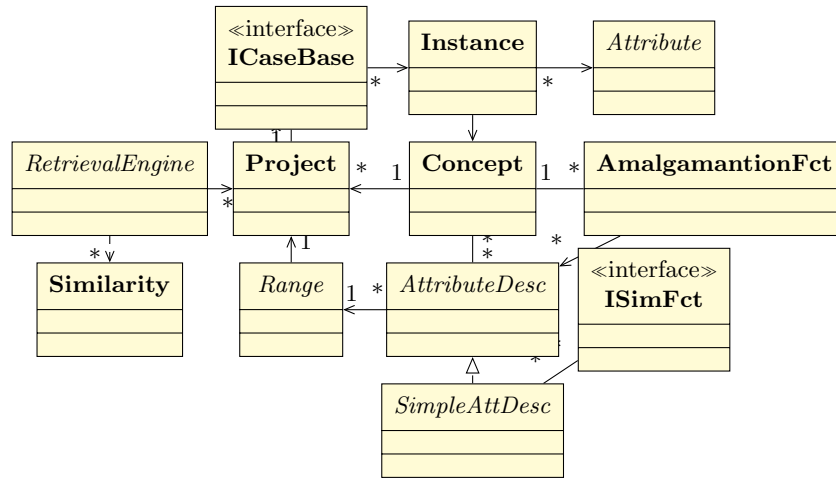 ≪interface≫
ICaseBase
Instance
Attribute
*
*
1
RetrievalEngine
Project
Concept
AmalgamantionFct
*
*
1
1
*
*
1
*
*
*
Similarity
Range
AttributeDesc
≪interface≫
ISimFct
1
*
*
*
SimpleAttDesc